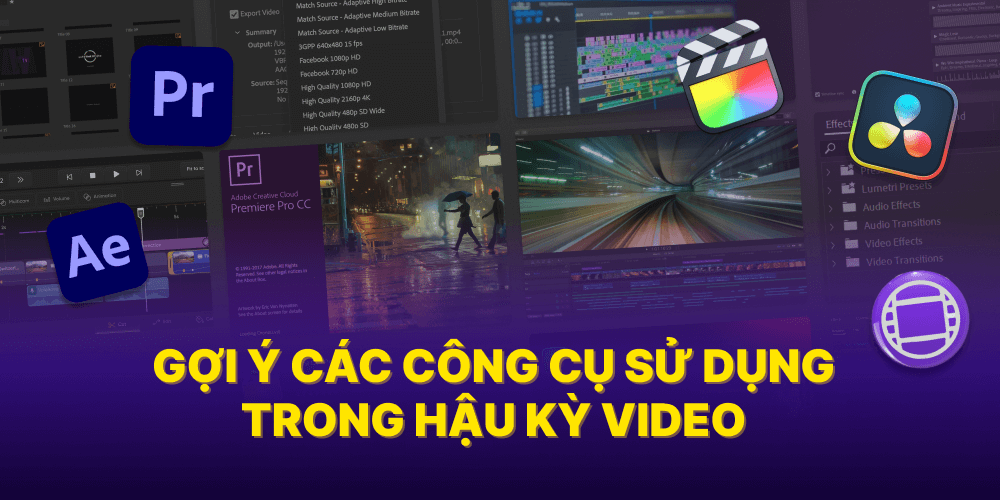 Export Video
Summary
Match Source - Adaptive High Bitrate
Match Source - Adaptive Medium Bitrate
Match Source - Adaptive Low Bitrate
3GPP 640x480 15 fps
Facebook 1080p HD
Facebook 720p HD
High Quality 1080p HD
High Quality 2160p 4K
High Quality 480p SD Wide
High Quality 480p SD
Pr
Pr
Adobe Creative Cloud
Premiere Pro CC
Effects
Lumetri Presets
Audio Effects
Audio Transitions
Video Effects
Video Transitions
Ae
GỢI Ý CÁC CÔNG CỤ SỬ DỤNG
TRONG HẬU KỲ VIDEO